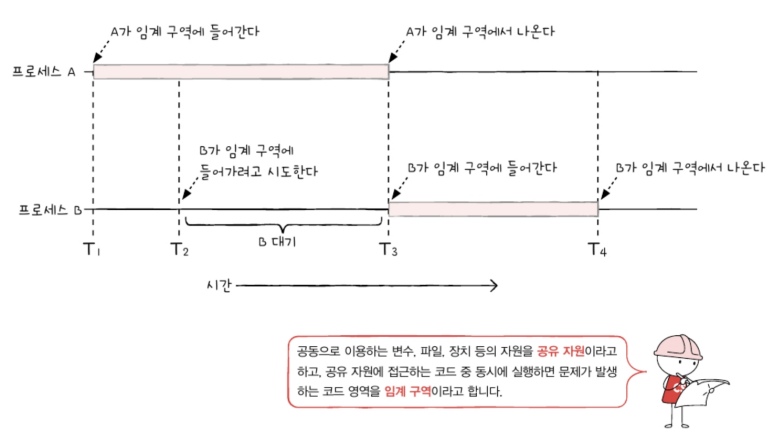 A가 임계 구역에 들어간다
A가 임계 구역에서 나온다
프로세스 A
B가 임계 구역에
들어가려고 시도한다
B가 임계 구역에 들어간다
B가 임계 구역에서 나온다
프로세스 B
B 대기
T1
T2
T3
T4
시간
공동으로 이용하는 변수, 파일, 장치 등의 자원을 공유 자원이라고
하고, 공유 자원에 접근하는 코드 중 동시에 실행하면 문제가 발생
하는 코드 영역을 임계 구역이라고 합니다.